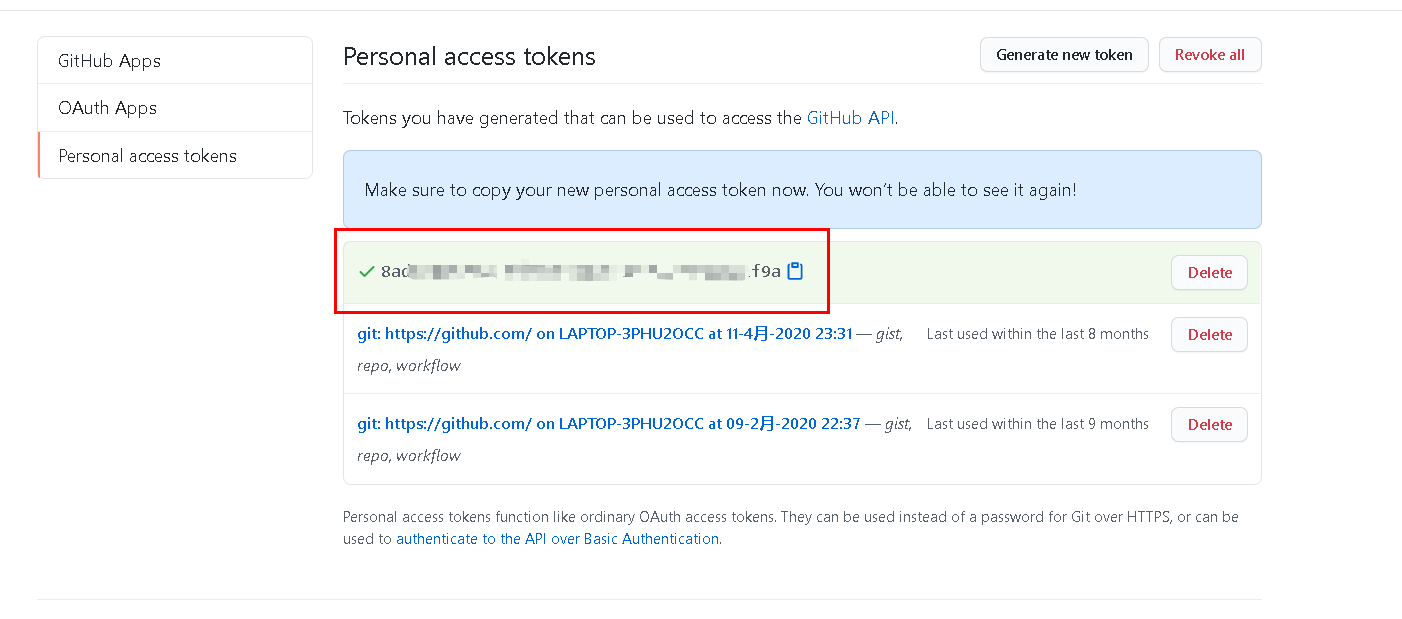 GitHub Apps
OAuth Apps
Personal access tokens
Personal access tokens
Generate new token
Revoke all
Tokens you have generated that can be used to access the GitHub API.
Make sure to copy your new personal access token now. You won't be able to see it again!
8ad
f9a
Delete
git: https://github.com/ on LAPTOP-3PHU2OCC at 11-4月-2020 23:31 — gist,
repo, workflow
Last used within the last 8 months
Delete
git: https://github.com/ on LAPTOP-3PHU2OCC at 09-2月-2020 22:37 — gist,
repo, workflow
Last used within the last 9 months
Delete
Personal access tokens function like ordinary OAuth access tokens. They can be used instead of a password for Git over HTTPS, or can be
used to authenticate to the API over Basic Authentication.